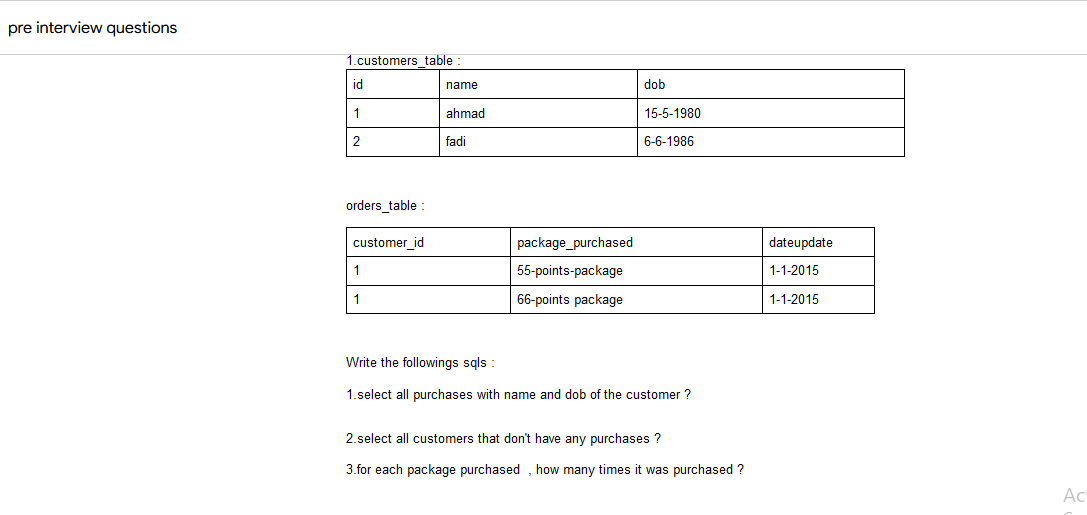 pre interview questions
1.customers_table :
id name dob
1 ahmad 15-5-1980
2 fadi 6-6-1986
orders_table :
customer_id package_purchased dateupdate
1 55-points-package 1-1-2015
1 66-points package 1-1-2015
Write the followings sqls :
1.select all purchases with name and dob of the customer ?
2.select all customers that don't have any purchases ?
3.for each package purchased , how many times it was purchased ?